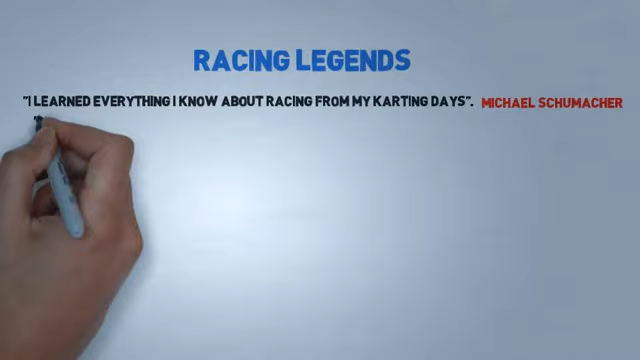 RACING LEGENDS
"I LEARNED EVERYTHING I KNOW ABOUT RACING FROM MY KARTING DAYS". MICHAEL SCHUMACHER
"